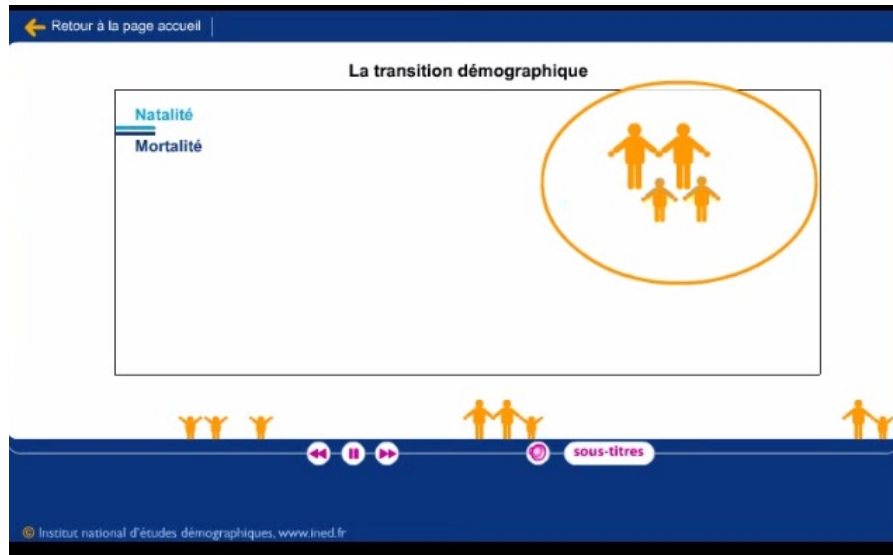 Retour à la page accueil
La transition démographique
Natalité
Mortalité
sous-titres
© Institut national d'études démographiques, www.ined.fr